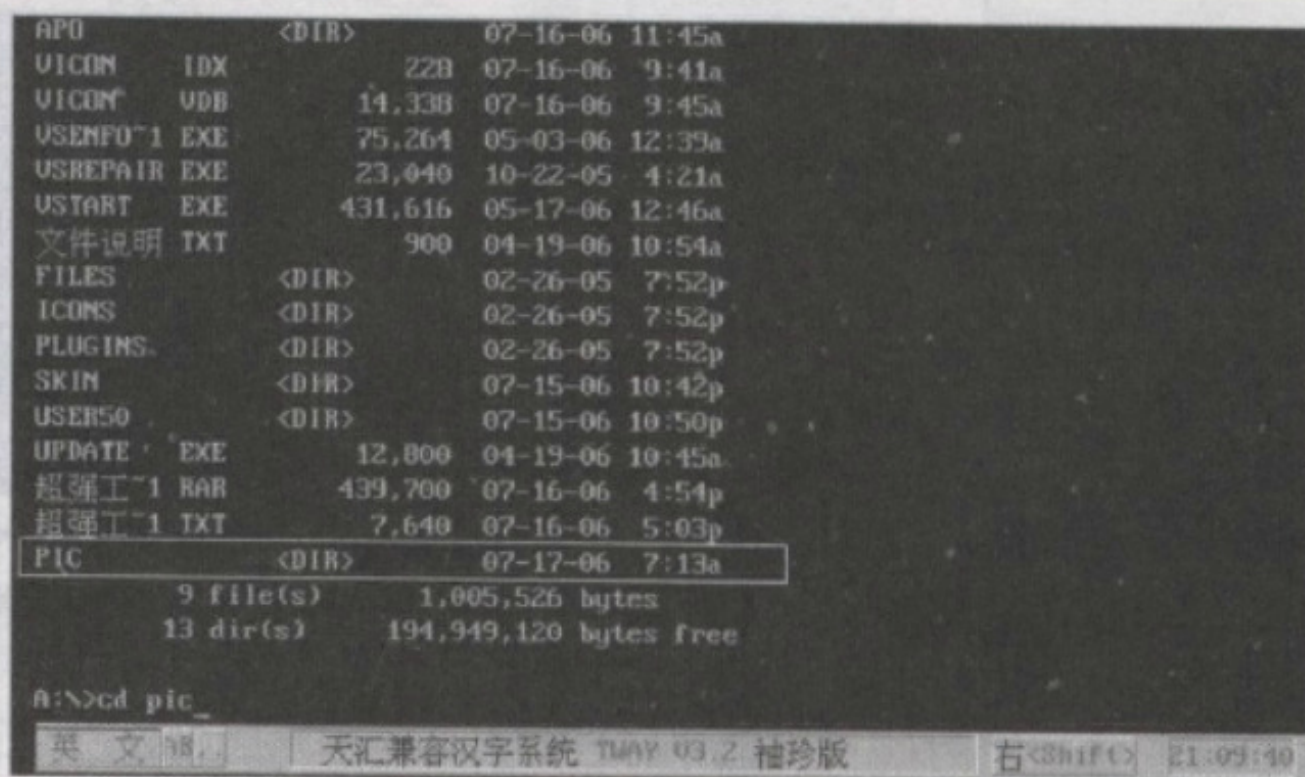 APO <DIR> 07-16-06 11:45a
VICON IDX 228 07-16-06 9:41a
VICON VDB 14,338 07-16-06 9:45a
VSENFO~1 EXE 75,264 05-03-06 12:39a
VSREPAIR EXE 23,040 10-22-05 4:21a
VSTART EXE 431,616 05-17-06 12:46a
文件说明 TXT 900 04-19-06 10:54a
FILES <DIR> 02-26-05 7:52p
ICONS <DIR> 02-26-05 7:52p
PLUGINS <DIR> 02-26-05 7:52p
SKIN <DIR> 07-15-06 10:42p
USER50 <DIR> 07-15-06 10:50p
UPDATE EXE 12,800 04-19-06 10:45a
超强工~1 RAR 439,700 07-16-06 4:54p
超强工~1 TXT 7,640 07-16-06 5:03p
PIC <DIR> 07-17-06 7:13a
9 file(s) 1,005,526 bytes
13 dir(s) 194,949,120 bytes free
A:\>cd pic_
英 文 天汇兼容汉字系统 TWAY V3.2 袖珍版 右<Shift> 21:09:40